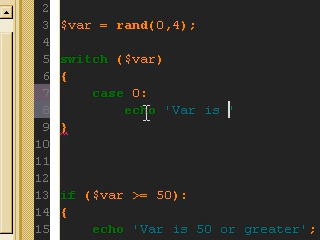 2
3 $var = rand(0,4);
4
5 switch ($var)
6 {
7 case 0:
8 echo 'Var is '
9 }
10
11
12
13 if ($var >= 50):
14 {
15 echo 'Var is 50 or greater';